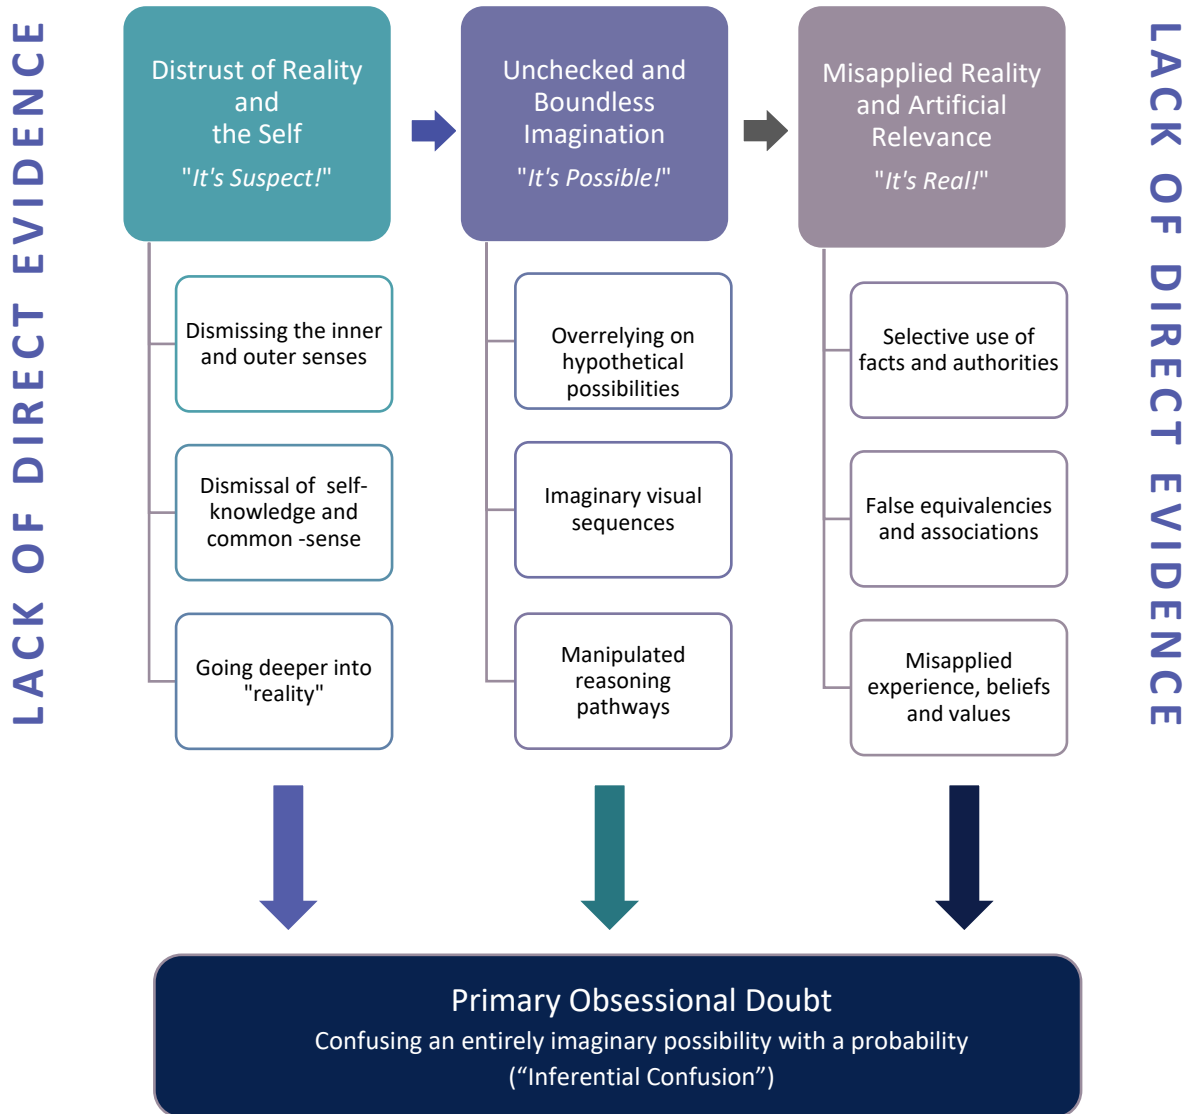 LACK OF DIRECT EVIDENCE
Distrust of Reality
and
the Self
"It's Suspect!"
Dismissing the inner
and outer senses
Dismissal of  self-
knowledge and
common -sense
Going deeper into
"reality"
Unchecked and
Boundless
Imagination
"It's Possible!"
Overrelying on
hypothetical
possibilities
Imaginary visual
sequences
Manipulated
reasoning
pathways
Misapplied Reality
and Artificial
Relevance
"It's Real!"
Selective use of
facts and authorities
False equivalencies
and associations
Misapplied
experience, beliefs
and values
LACK OF DIRECT EVIDENCE
Primary Obsessional Doubt
Confusing an entirely imaginary possibility with a probability
(“Inferential Confusion”)